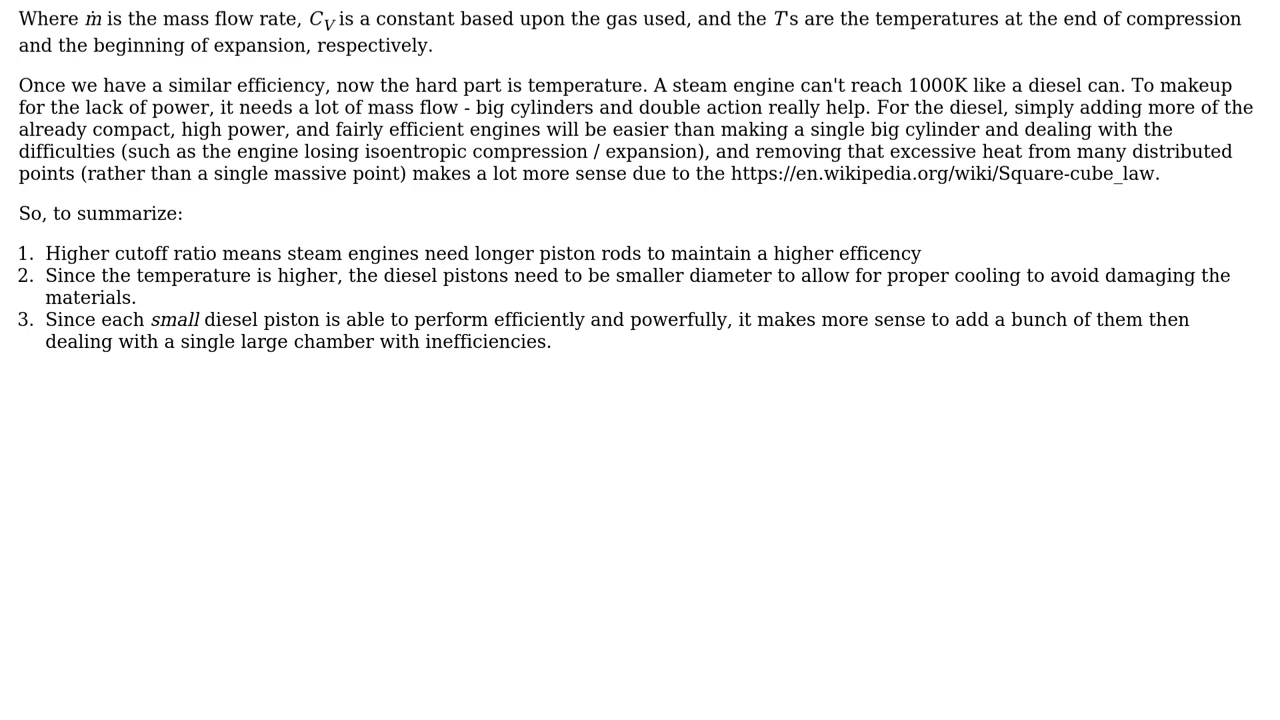 Where ṁ is the mass flow rate, C_V is a constant based upon the gas used, and the T's are the temperatures at the end of compression
and the beginning of expansion, respectively.
Once we have a similar efficiency, now the hard part is temperature. A steam engine can't reach 1000K like a diesel can. To makeup
for the lack of power, it needs a lot of mass flow - big cylinders and double action really help. For the diesel, simply adding more of the
already compact, high power, and fairly efficient engines will be easier than making a single big cylinder and dealing with the
difficulties (such as the engine losing isoentropic compression / expansion), and removing that excessive heat from many distributed
points (rather than a single massive point) makes a lot more sense due to the https://en.wikipedia.org/wiki/Square-cube_law.
So, to summarize:
1. Higher cutoff ratio means steam engines need longer piston rods to maintain a higher efficency
2. Since the temperature is higher, the diesel pistons need to be smaller diameter to allow for proper cooling to avoid damaging the
materials.
3. Since each small diesel piston is able to perform efficiently and powerfully, it makes more sense to add a bunch of them then
dealing with a single large chamber with inefficiencies.